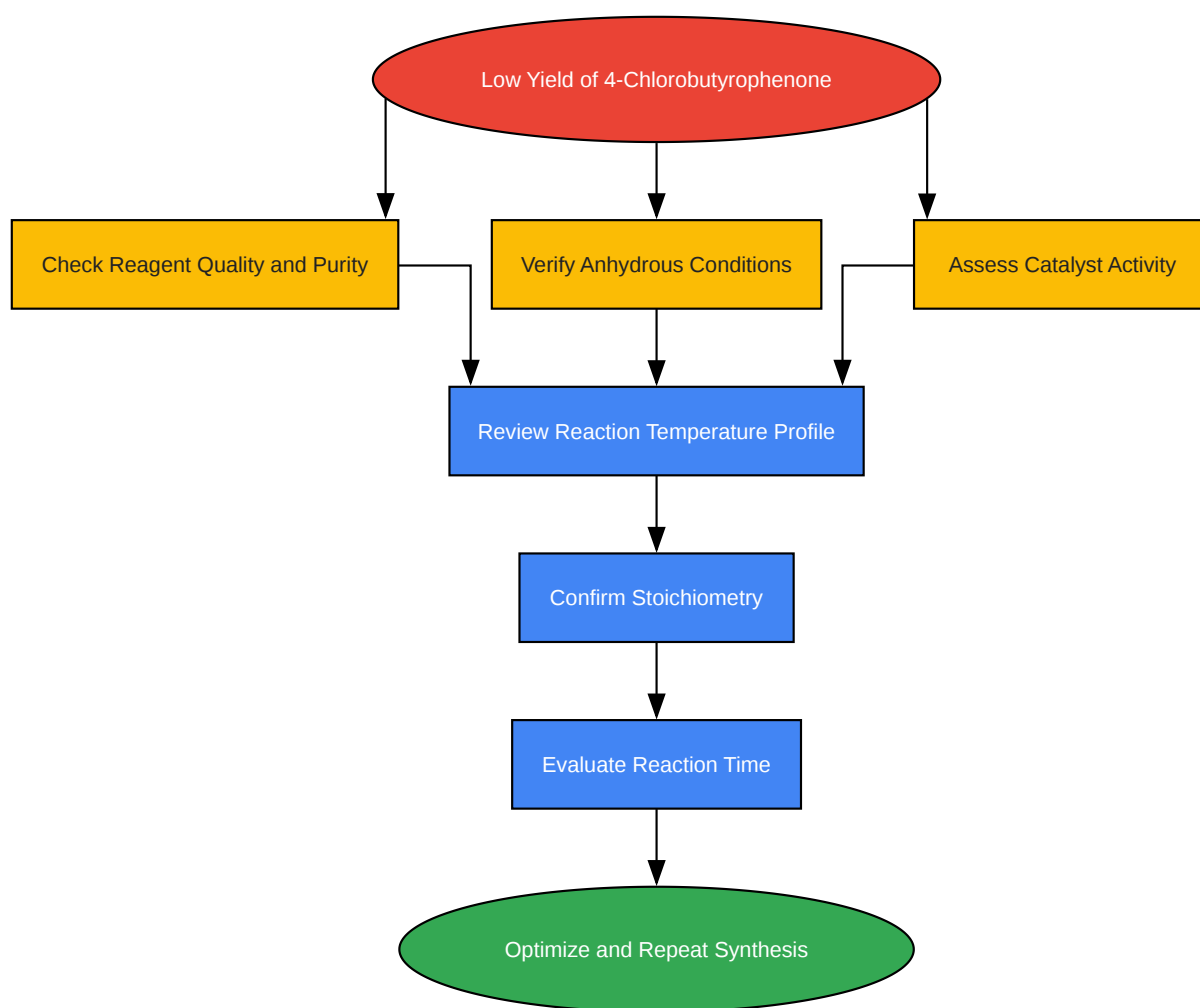 Low Yield of 4-Chlorobutyrophenone
Check Reagent Quality and Purity
Verify Anhydrous Conditions
Assess Catalyst Activity
Review Reaction Temperature Profile
Confirm Stoichiometry
Evaluate Reaction Time
Optimize and Repeat Synthesis